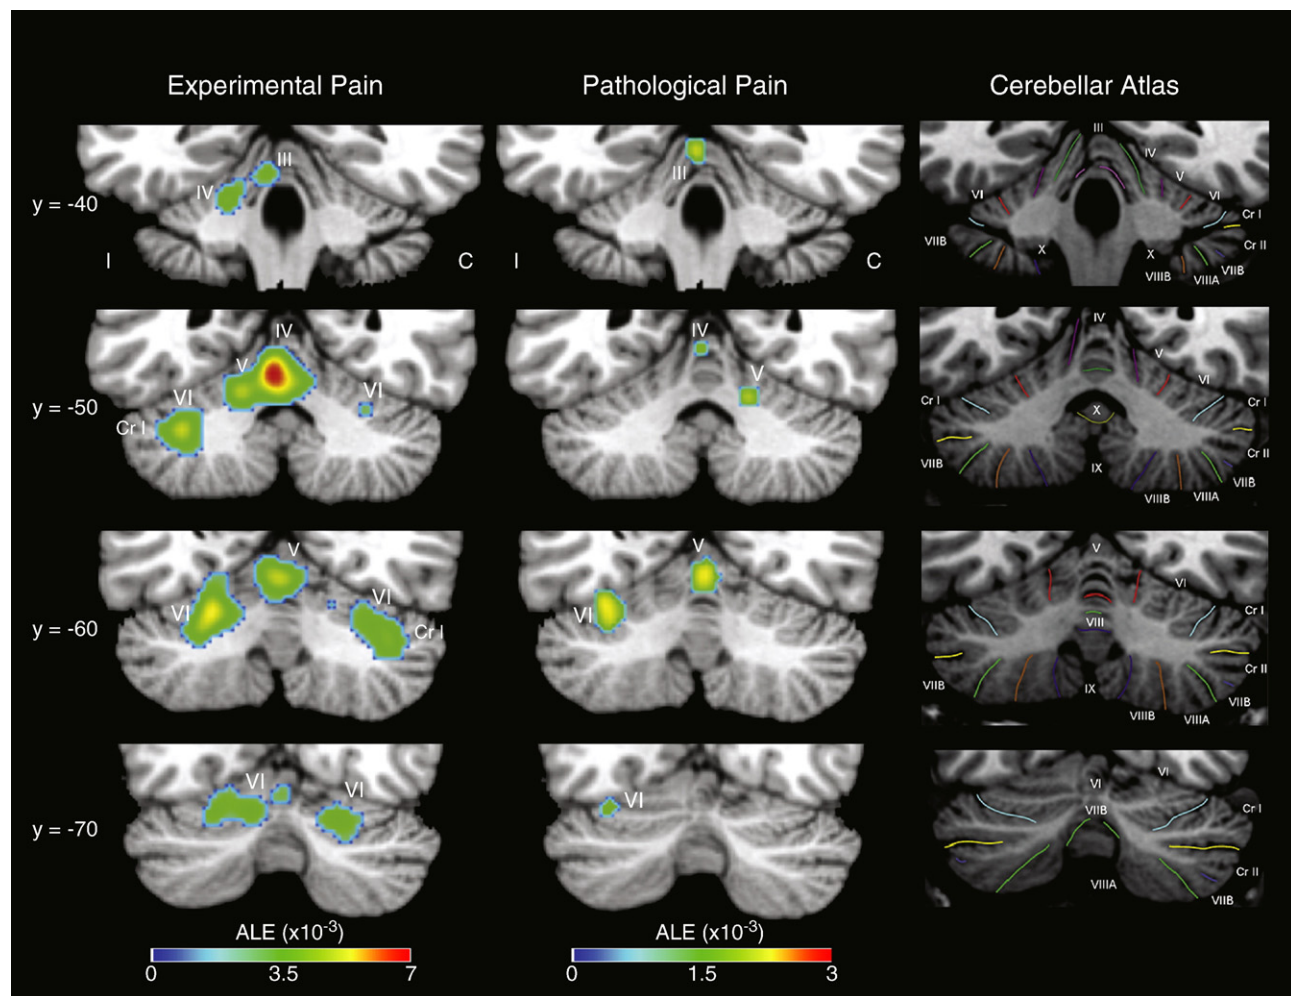 Experimental Pain Pathological Pain Cerebellar Atlas
y = -40
III
IV
I C
III
I C
III
IV
V
VI VI
Cr I
VIIB X X Cr II
VIIIB VIIIA VIIB
y = -50
IV
V
VI VI
Cr I
IV
V
IV
V
VI
Cr I Cr I
X
VIIB IX Cr II
VIIIB VIIIA VIIB
y = -60
V
VI VI
Cr I
V
VI
V
VI
Cr I
VIII
Cr II
VIIB IX VIIB
VIIIB VIIIA
y = -70
VI VI
VI
VI VI
VIIB Cr I
Cr II
VIIIA VIIB
ALE (x10-3) ALE (x10-3)
0 3.5 7 0 1.5 3